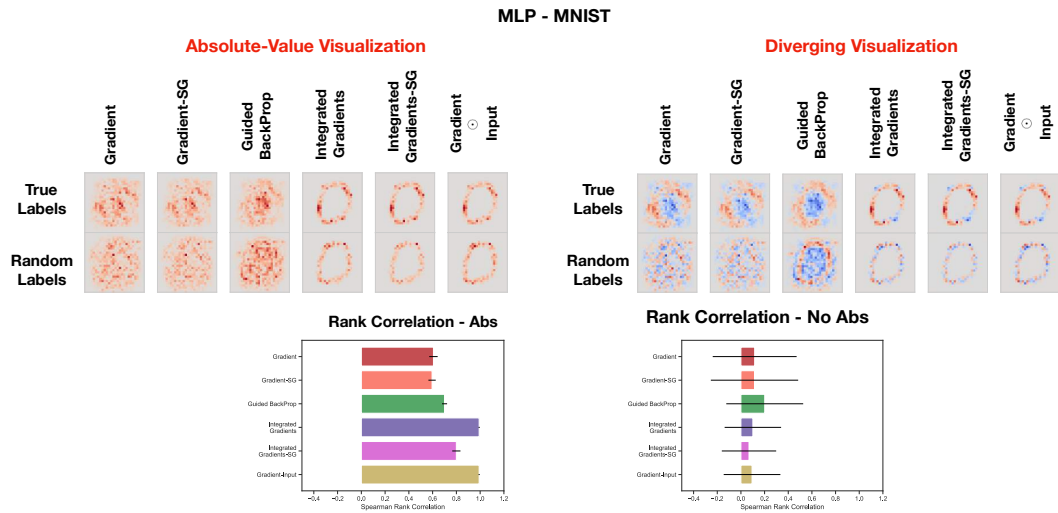 MLP - MNIST
Absolute-Value Visualization
Gradient
Gradient-SG
Guided
BackProp
Integrated
Gradients
Integrated
Gradients-SG
Gradient
⊙
Input
True
Labels
Random
Labels
Rank Correlation - Abs
Gradient
Gradient-SG
Guided BackProp
Integrated
Gradients
Integrated
Gradients-SG
Gradient-Input
−0.4 −0.2 0.0 0.2 0.4 0.6 0.8 1.0 1.2
Spearman Rank Correlation
Diverging Visualization
Gradient
Gradient-SG
Guided
BackProp
Integrated
Gradients
Integrated
Gradients-SG
Gradient
⊙
Input
True
Labels
Random
Labels
Rank Correlation - No Abs
Gradient
Gradient-SG
Guided BackProp
Integrated
Gradients
Integrated
Gradients-SG
Gradient-Input
−0.4 −0.2 0.0 0.2 0.4 0.6 0.8 1.0 1.2
Spearman Rank Correlation